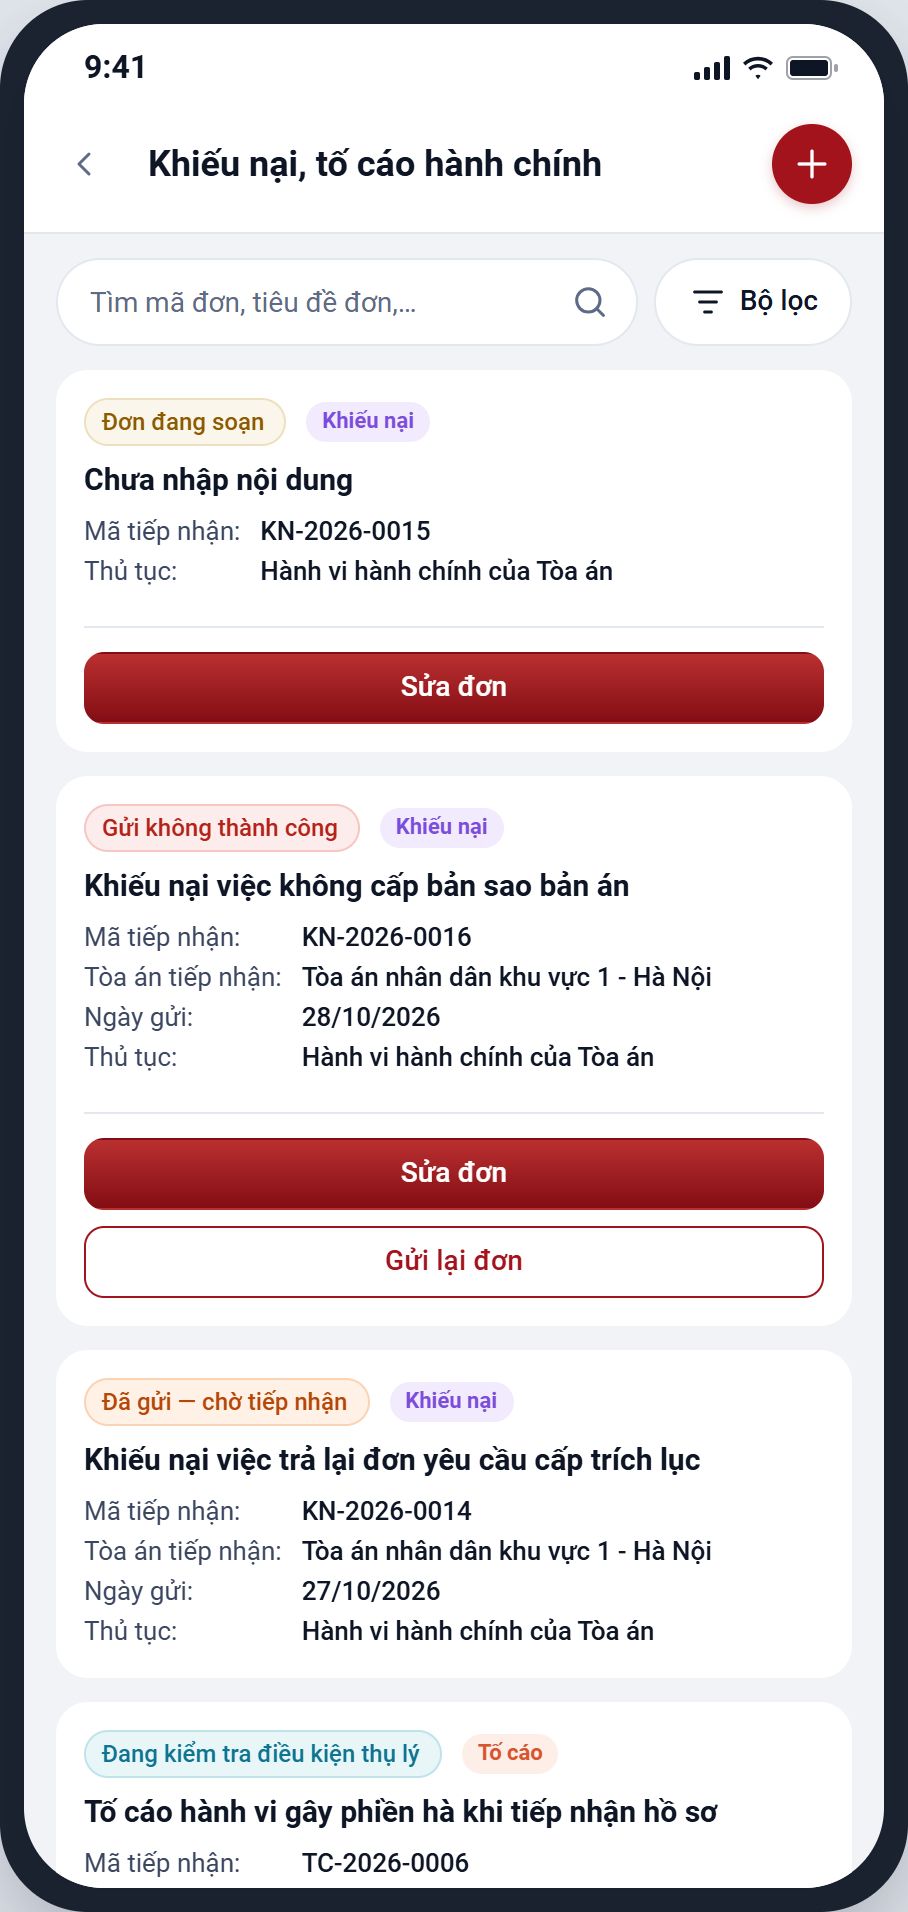 9:41
Khiếu nại, tố cáo hành chính
Tìm mã đơn, tiêu đề đơn,...
Bộ lọc
Đơn đang soạn Khiếu nại
Chưa nhập nội dung
Mã tiếp nhận: KN-2026-0015
Thủ tục: Hành vi hành chính của Tòa án
Sửa đơn
Gửi không thành công Khiếu nại
Khiếu nại việc không cấp bản sao bản án
Mã tiếp nhận: KN-2026-0016
Tòa án tiếp nhận: Tòa án nhân dân khu vực 1 - Hà Nội
Ngày gửi: 28/10/2026
Thủ tục: Hành vi hành chính của Tòa án
Sửa đơn
Gửi lại đơn
Đã gửi — chờ tiếp nhận Khiếu nại
Khiếu nại việc trả lại đơn yêu cầu cấp trích lục
Mã tiếp nhận: KN-2026-0014
Tòa án tiếp nhận: Tòa án nhân dân khu vực 1 - Hà Nội
Ngày gửi: 27/10/2026
Thủ tục: Hành vi hành chính của Tòa án
Đang kiểm tra điều kiện thụ lý Tố cáo
Tố cáo hành vi gây phiền hà khi tiếp nhận hồ sơ
Mã tiếp nhận: TC-2026-0006